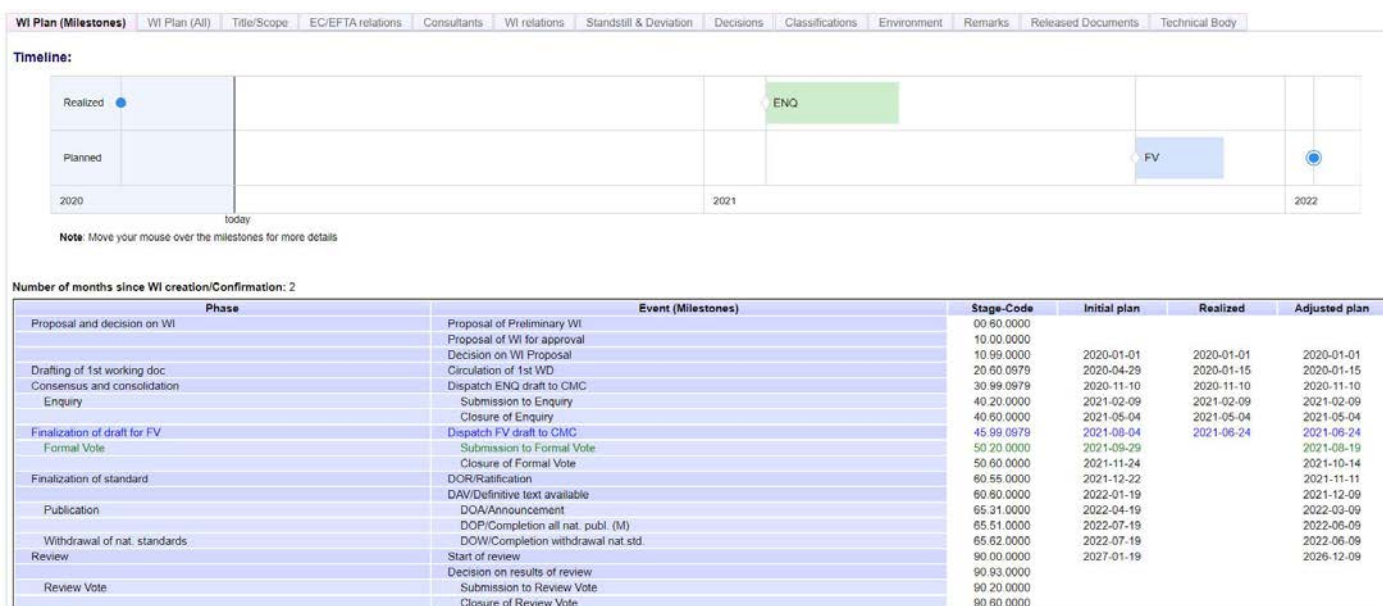 WI Plan (Milestones) WI Plan (All) Title/Scope EC/EFTA relations Consultants WI relations Standstill & Deviation Decisions Classifications Environment Remarks Released Documents Technical Body
Timeline:
Realized ENQ
Planned FV
2020 2021 2022
today
Note: Move your mouse over the milestones for more details
Number of months since WI creation/Confirmation: 2
Phase Event (Milestones) Stage-Code Initial plan Realized Adjusted plan
Proposal and decision on WI Proposal of Preliminary WI 00.60.0000
Proposal of WI for approval 10.00.0000
Decision on WI Proposal 10.99.0000 2020-01-01 2020-01-01 2020-01-01
Drafting of 1st working doc Circulation of 1st WD 20.60.0979 2020-04-29 2020-01-15 2020-01-15
Consensus and consolidation Dispatch ENQ draft to CMC 30.99.0979 2020-11-10 2020-11-10 2020-11-10
Enquiry Submission to Enquiry 40.20.0000 2021-02-09 2021-02-09 2021-02-09
Closure of Enquiry 40.60.0000 2021-05-04 2021-05-04 2021-05-04
Finalization of draft for FV Dispatch FV draft to CMC 45.99.0979 2021-08-04 2021-06-24 2021-06-24
Formal Vote Submission to Formal Vote 50.20.0000 2021-09-29 2021-08-19
Closure of Formal Vote 50.60.0000 2021-11-24 2021-10-14
Finalization of standard DOR/Ratification 60.55.0000 2021-12-22 2021-11-11
DAV/Definitive text available 60.60.0000 2022-01-19 2021-12-09
Publication DOA/Announcement 65.31.0000 2022-04-19 2022-03-09
DOP/Completion all nat. publ. (M) 65.51.0000 2022-07-19 2022-06-09
Withdrawal of nat. standards DOW/Completion withdrawal nat.std. 65.62.0000 2022-07-19 2022-06-09
Review Start of review 90.00.0000 2027-01-19 2026-12-09
Decision on results of review 90.93.0000
Review Vote Submission to Review Vote 90.20.0000
Closure of Review Vote 90.60.0000